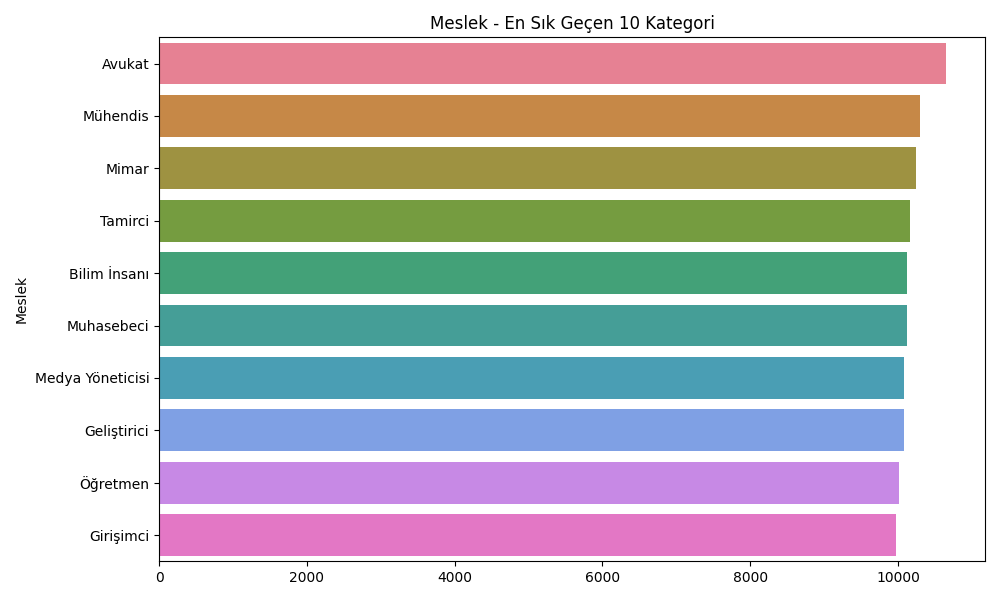 Meslek - En Sık Geçen 10 Kategori
Meslek
Avukat
Mühendis
Mimar
Tamirci
Bilim İnsanı
Muhasebeci
Medya Yöneticisi
Geliştirici
Öğretmen
Girişimci
0 2000 4000 6000 8000 10000